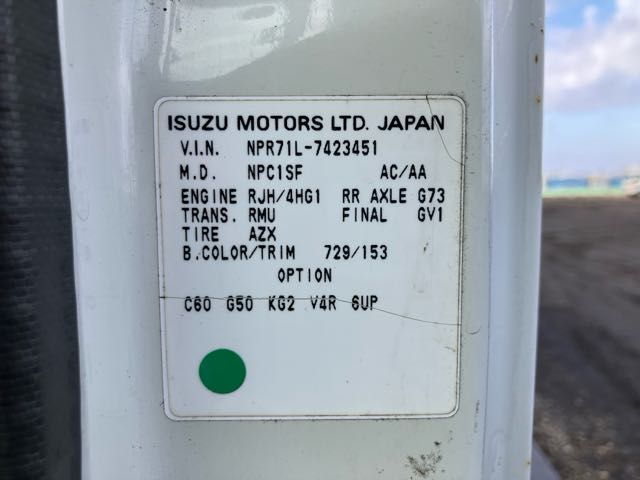 ISUZU MOTORS LTD. JAPAN
V.I.N. NPR71L-7423451
M.D. NPC1SF AC/AA
ENGINE RJH/4HG1 RR AXLE G73
TRANS. RMU FINAL GV1
TIRE AZX
B.COLOR/TRIM 729/153
OPTION
C60 G50 KG2 V4R 6UP